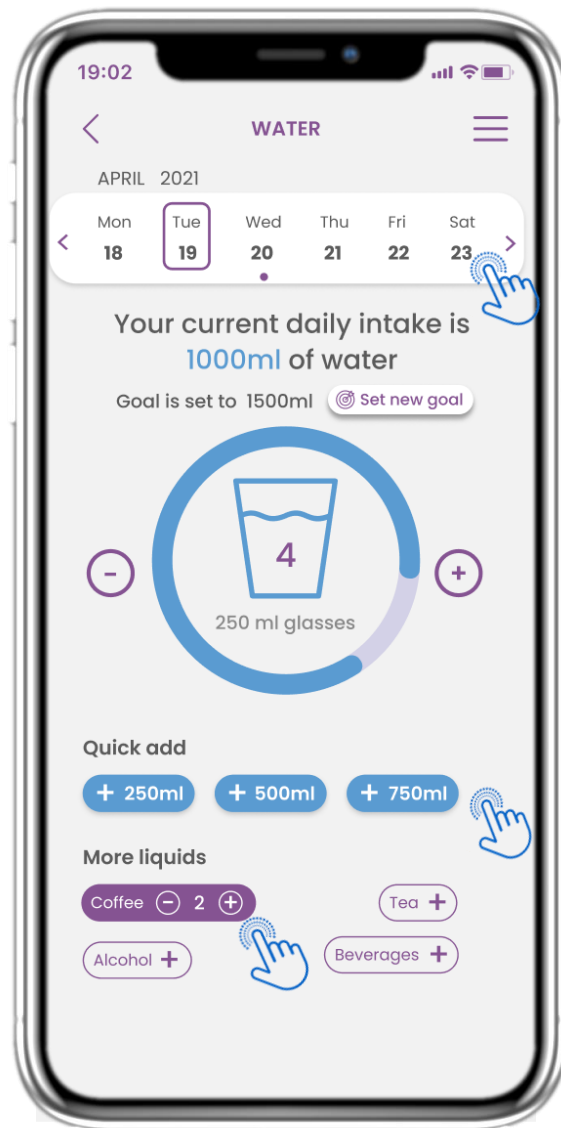 19:02
WATER
APRIL 2021
Mon Tue Wed Thu Fri Sat
< 18 19 20 21 22 23 >
Your current daily intake is
1000ml of water
Goal is set to 1500ml Set new goal
4
- +
250 ml glasses
Quick add
+ 250ml + 500ml + 750ml
More liquids
Coffee - 2 + Tea +
Alcohol + Beverages +